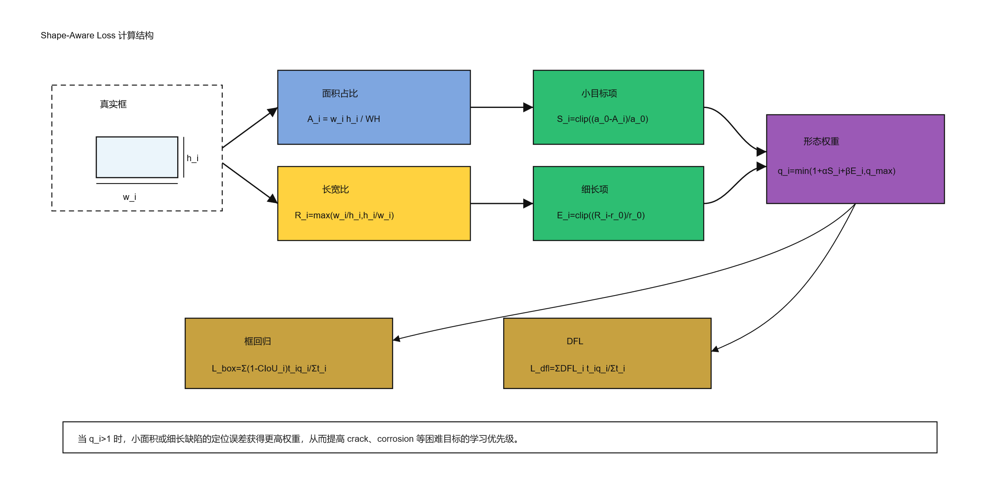 Shape-Aware Loss 计算结构
真实框
h_i
w_i
面积占比
A_i = w_i h_i / WH
长宽比
R_i=max(w_i/h_i,h_i/w_i)
小目标项
S_i=clip((a_0-A_i)/a_0)
细长项
E_i=clip((R_i-r_0)/r_0)
形态权重
q_i=min(1+αS_i+βE_i,q_max)
框回归
L_box=Σ(1-CIoU_i)t_iq_i/Σt_i
DFL
L_dfl=ΣDFL_i t_iq_i/Σt_i
当 q_i>1 时，小面积或细长缺陷的定位误差获得更高权重，从而提高 crack、corrosion 等困难目标的学习优先级。